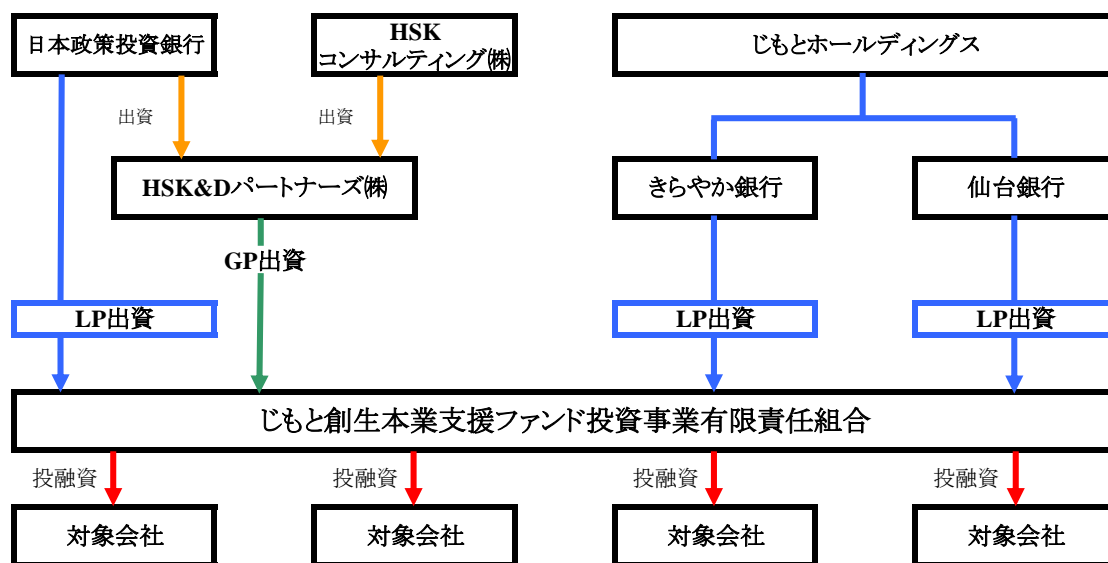 日本政策投資銀行
HSK
コンサルティング㈱
じもとホールディングス
出資
出資
HSK&Dパートナーズ㈱
きらやか銀行
仙台銀行
GP出資
LP出資
LP出資
LP出資
じもと創生本業支援ファンド投資事業有限責任組合
投融資
投融資
投融資
投融資
対象会社
対象会社
対象会社
対象会社